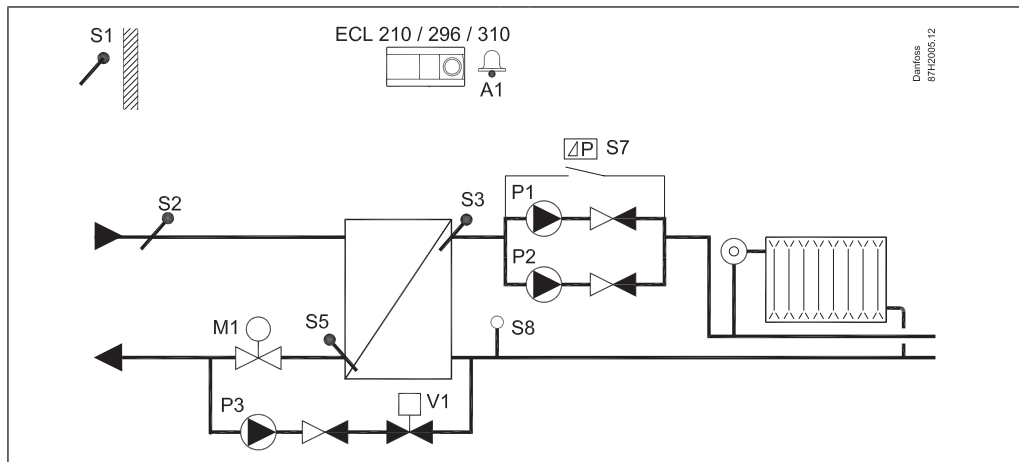 S1
ECL 210 / 296 / 310
A1
Danfoss
87H2005.12
⊿P S7
S2
S3
P1
P2
M1
S5
S8
P3
V1